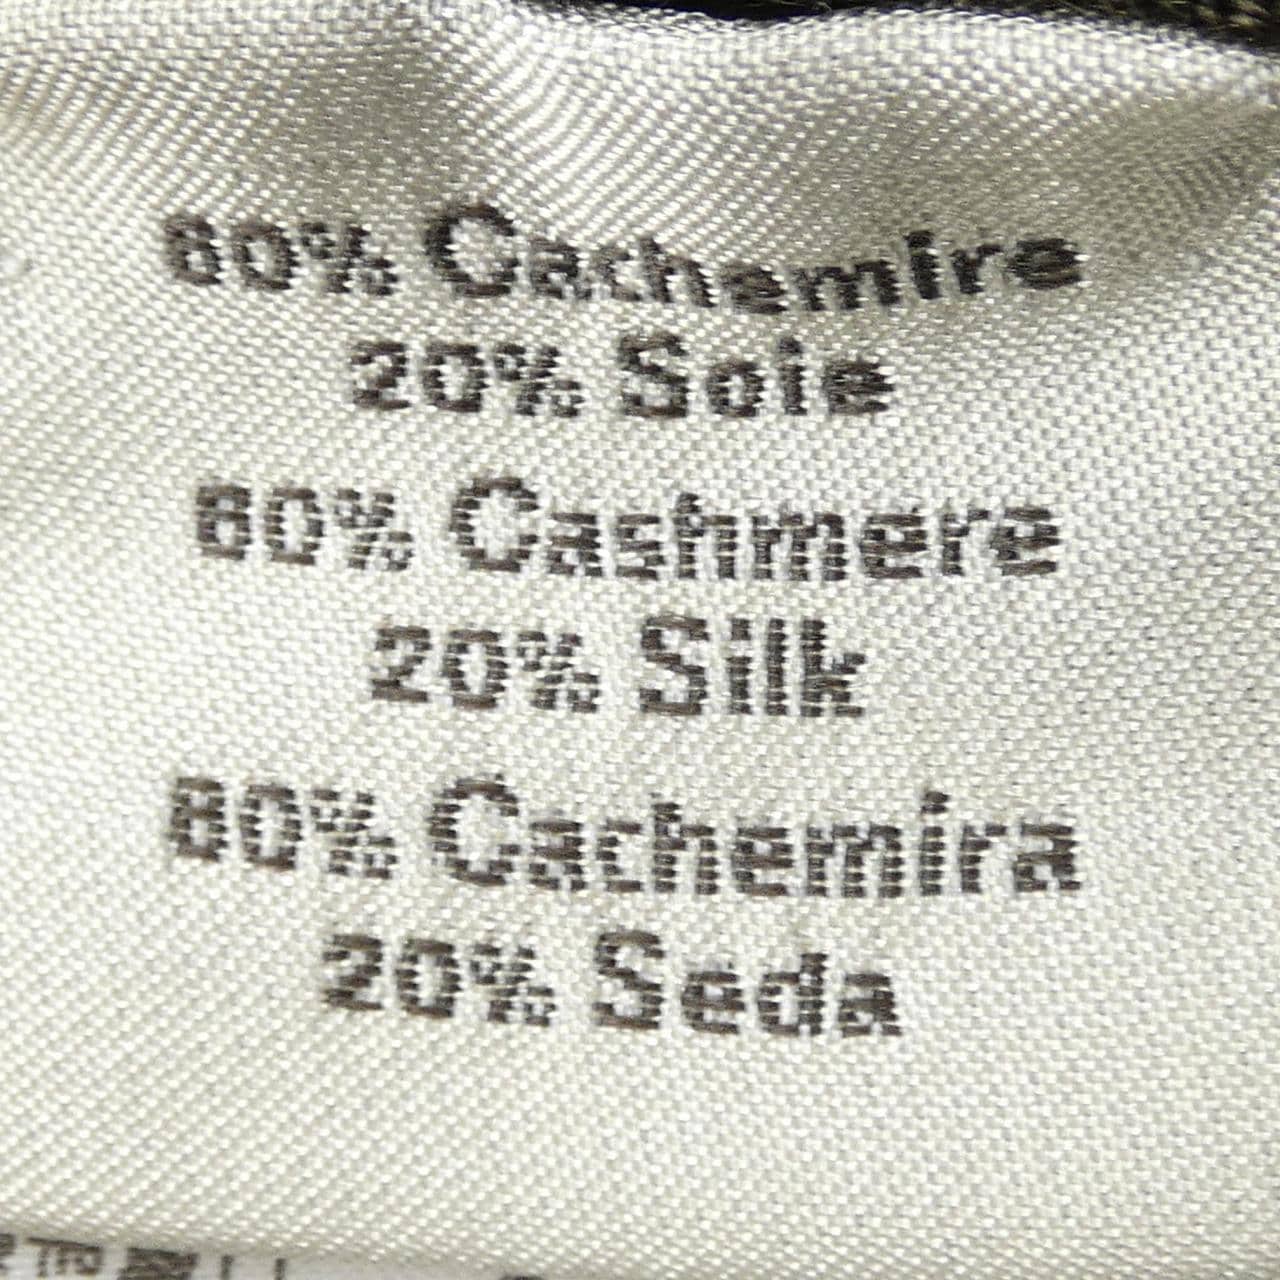 80% Cachemire
20% Soie
80% Cashmere
20% Silk
80% Cachemira
20% Seda